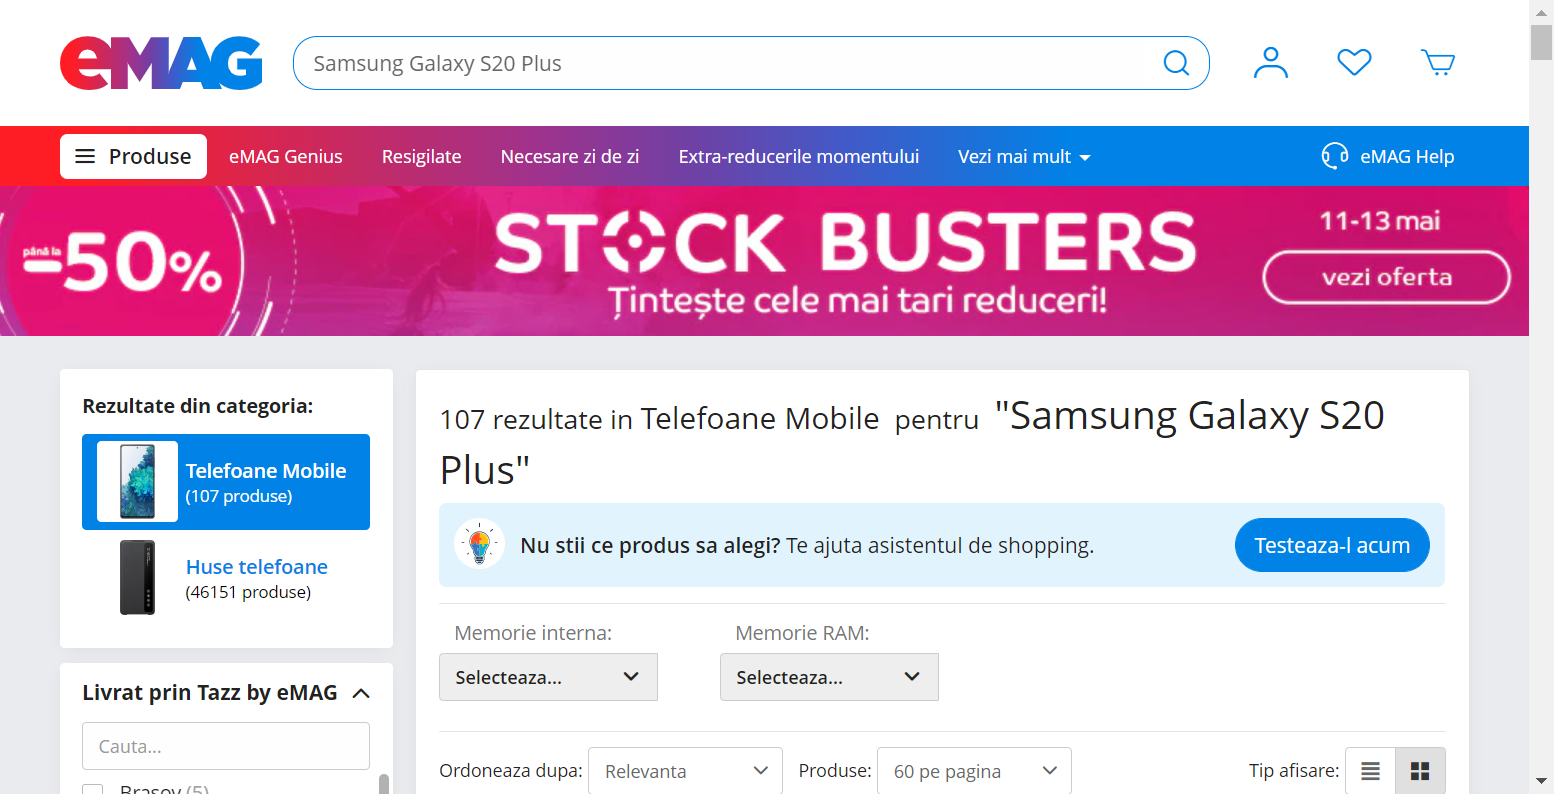 eMAG
Samsung Galaxy S20 Plus
Produse
eMAG Genius
Resigilate
Necesare zi de zi
Extra-reducerile momentului
Vezi mai mult
eMAG Help
până la
-50%
STOCK BUSTERS
Țintește cele mai tari reduceri!
11-13 mai
vezi oferta
Rezultate din categoria:
Telefoane Mobile
(107 produse)
Huse telefoane
(46151 produse)
Livrat prin Tazz by eMAG
Cauta...
Brasov (5)
107 rezultate in Telefoane Mobile pentru "Samsung Galaxy S20
Plus"
Nu stii ce produs sa alegi? Te ajuta asistentul de shopping.
Testeaza-l acum
Memorie interna:
Selecteaza...
Memorie RAM:
Selecteaza...
Ordoneaza dupa:
Relevanta
Produse:
60 pe pagina
Tip afisare: